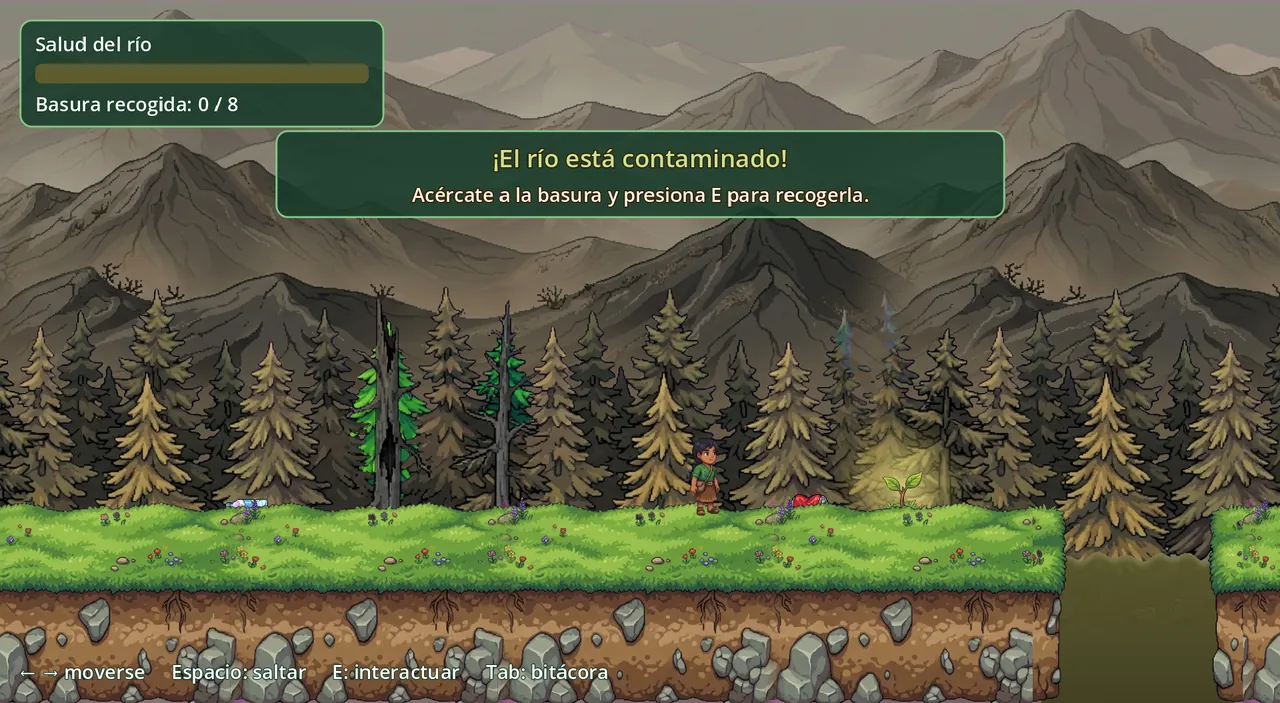 Salud del río
Basura recogida: 0 / 8
¡El río está contaminado!
Acércate a la basura y presiona E para recogerla.
← → moverse Espacio: saltar E: interactuar Tab: bitácora